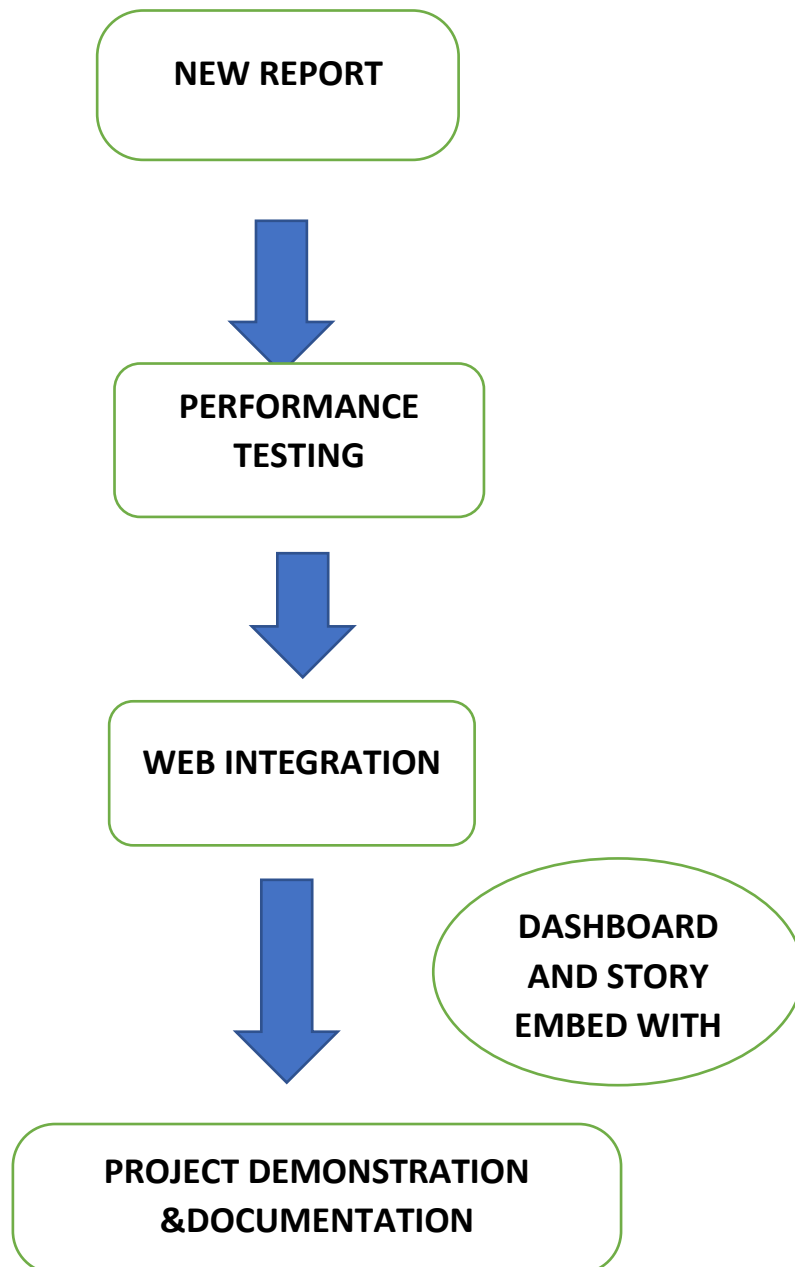 NEW REPORT
PERFORMANCE
TESTING
WEB INTEGRATION
DASHBOARD
AND STORY
EMBED WITH
PROJECT DEMONSTRATION
&DOCUMENTATION